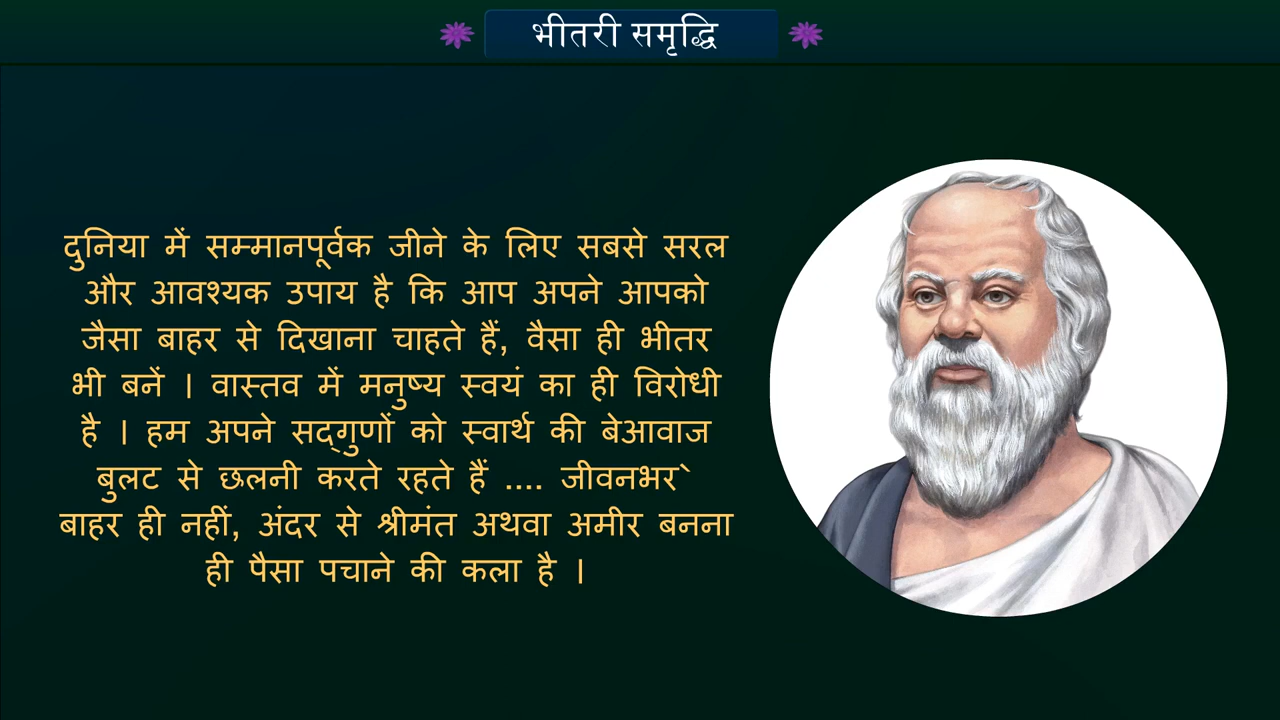 भीतरी समृद्धि
दुनिया में सम्मानपूर्वक जीने के लिए सबसे सरल
और आवश्यक उपाय है कि आप अपने आपको
जैसा बाहर से दिखाना चाहते हैं, वैसा ही भीतर
भी बनें । वास्तव में मनुष्य स्वयं का ही विरोधी
है । हम अपने सद्‌गुणों को स्वार्थ की बेआवाज
बुलट से छलनी करते रहते हैं .... जीवनभर`
बाहर ही नहीं, अंदर से श्रीमंत अथवा अमीर बनना
ही पैसा पचाने की कला है ।